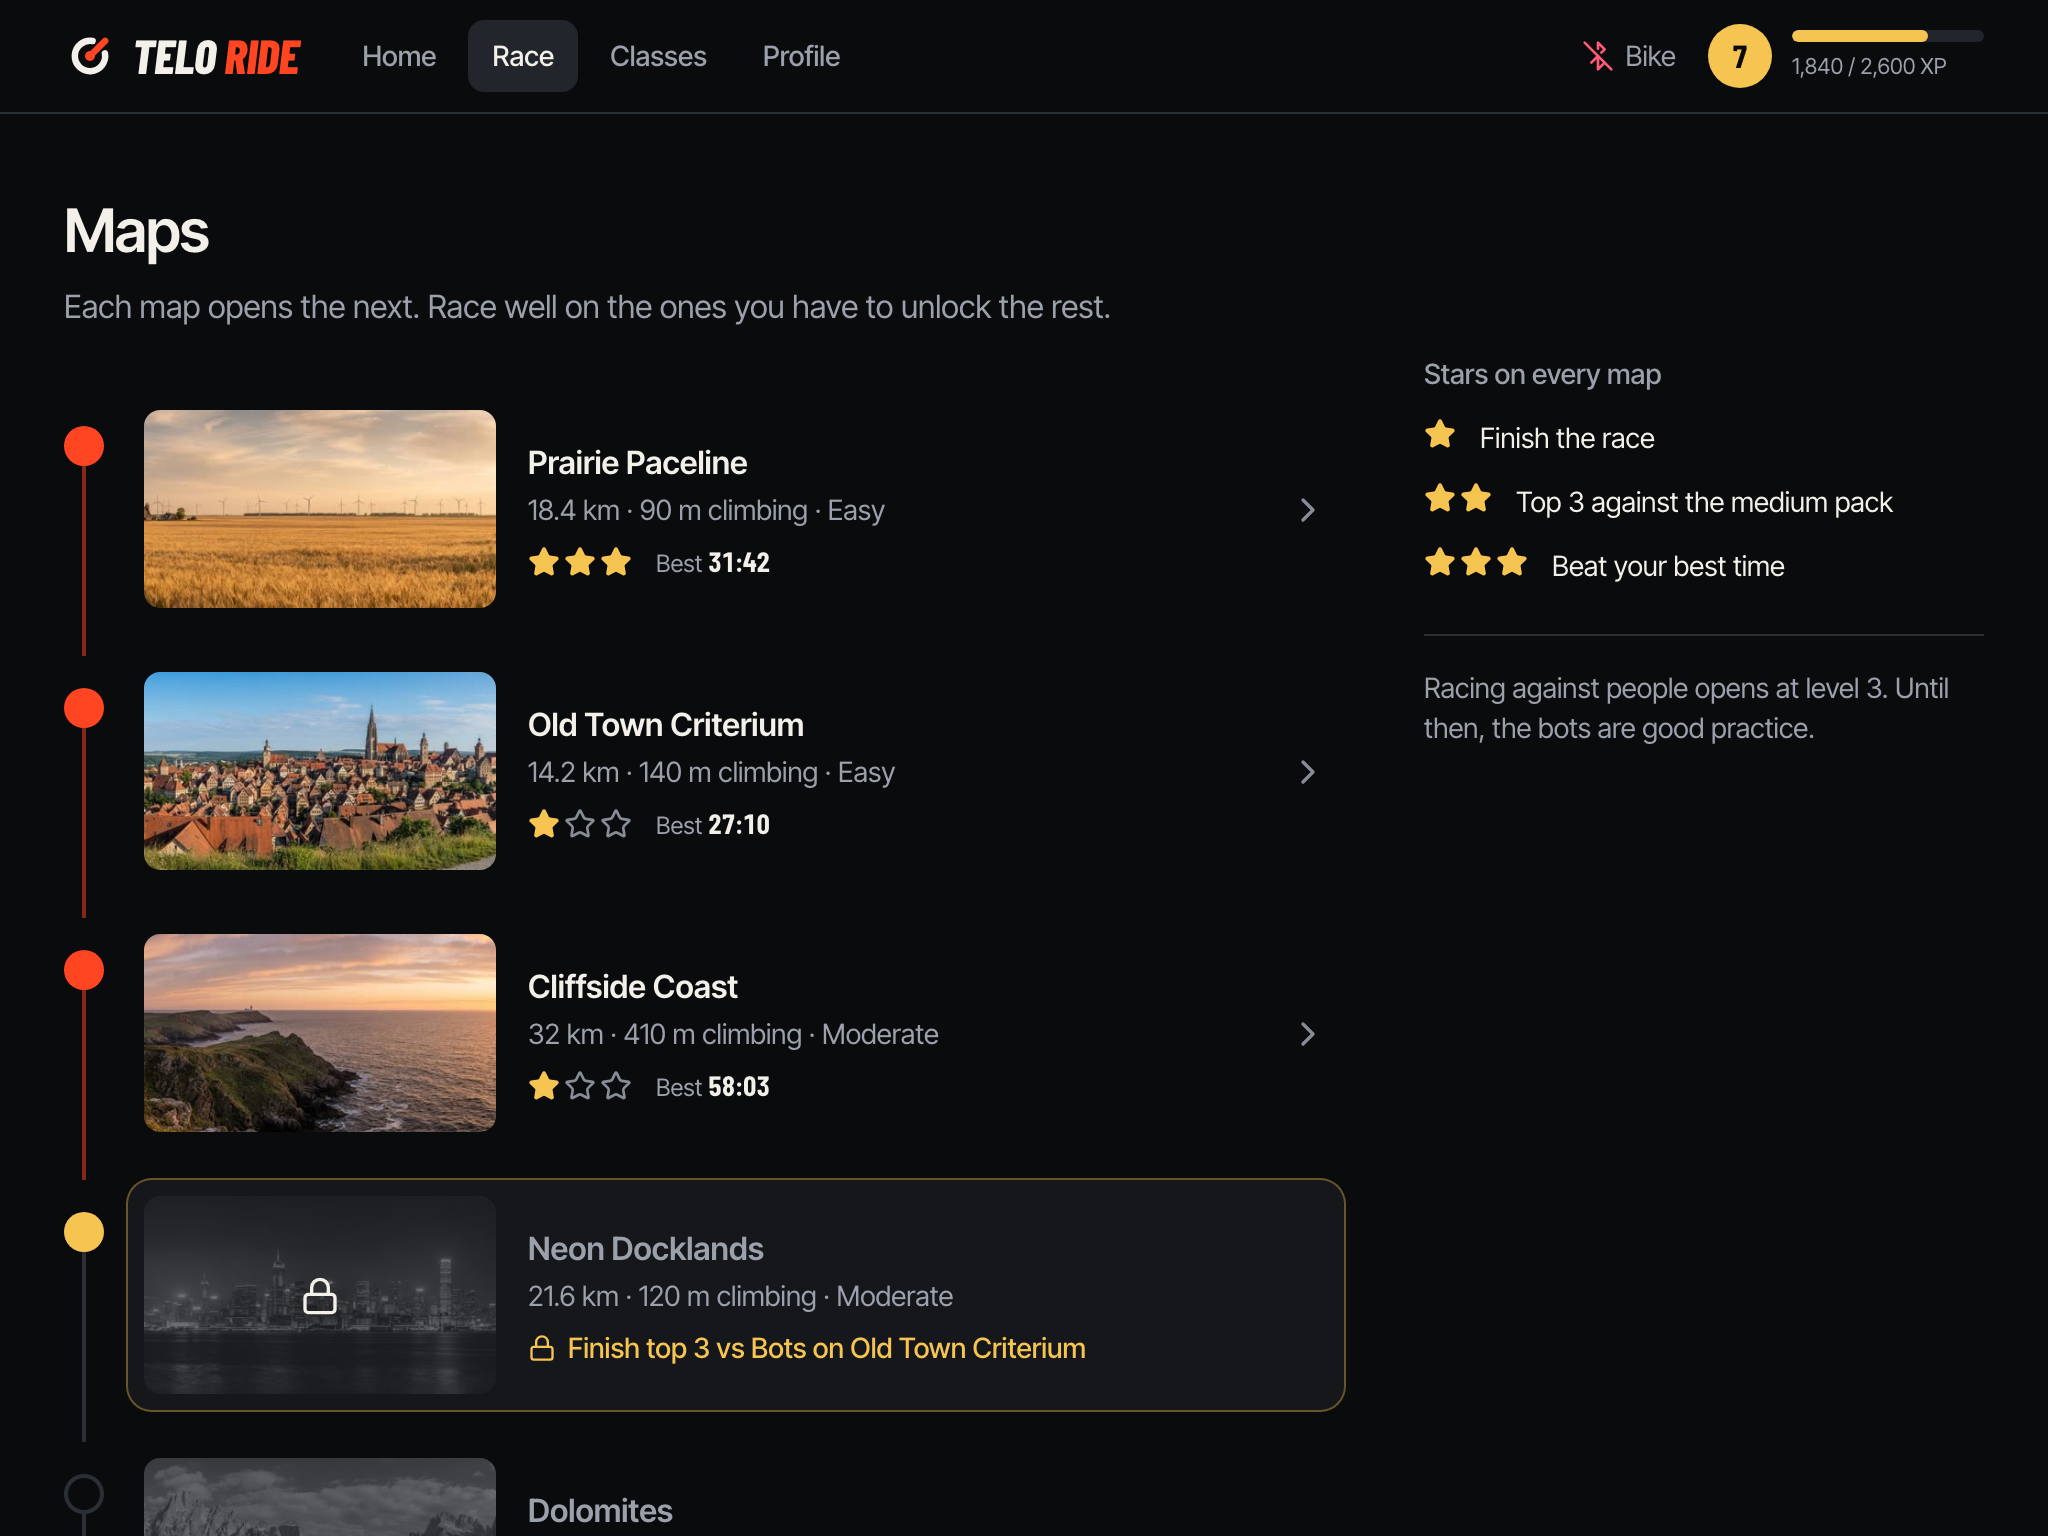 TELO RIDE
Home
Race
Classes
Profile
Bike
7
1,840 / 2,600 XP
Maps
Each map opens the next. Race well on the ones you have to unlock the rest.
Prairie Paceline
18.4 km · 90 m climbing · Easy
Best 31:42
Old Town Criterium
14.2 km · 140 m climbing · Easy
Best 27:10
Cliffside Coast
32 km · 410 m climbing · Moderate
Best 58:03
Neon Docklands
21.6 km · 120 m climbing · Moderate
Finish top 3 vs Bots on Old Town Criterium
Dolomites
Stars on every map
Finish the race
Top 3 against the medium pack
Beat your best time
Racing against people opens at level 3. Until
then, the bots are good practice.